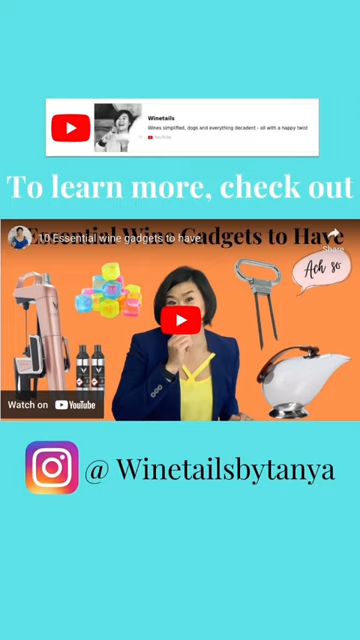 Winetails
Wines simplified, dogs and everything decadent - all with a happy twist
YouTube
To learn more, check out
Essential Wine Gadgets to Have
10 Essential wine gadgets to have!
Share
Ach so
Watch on YouTube
@ Winetailsbytanya